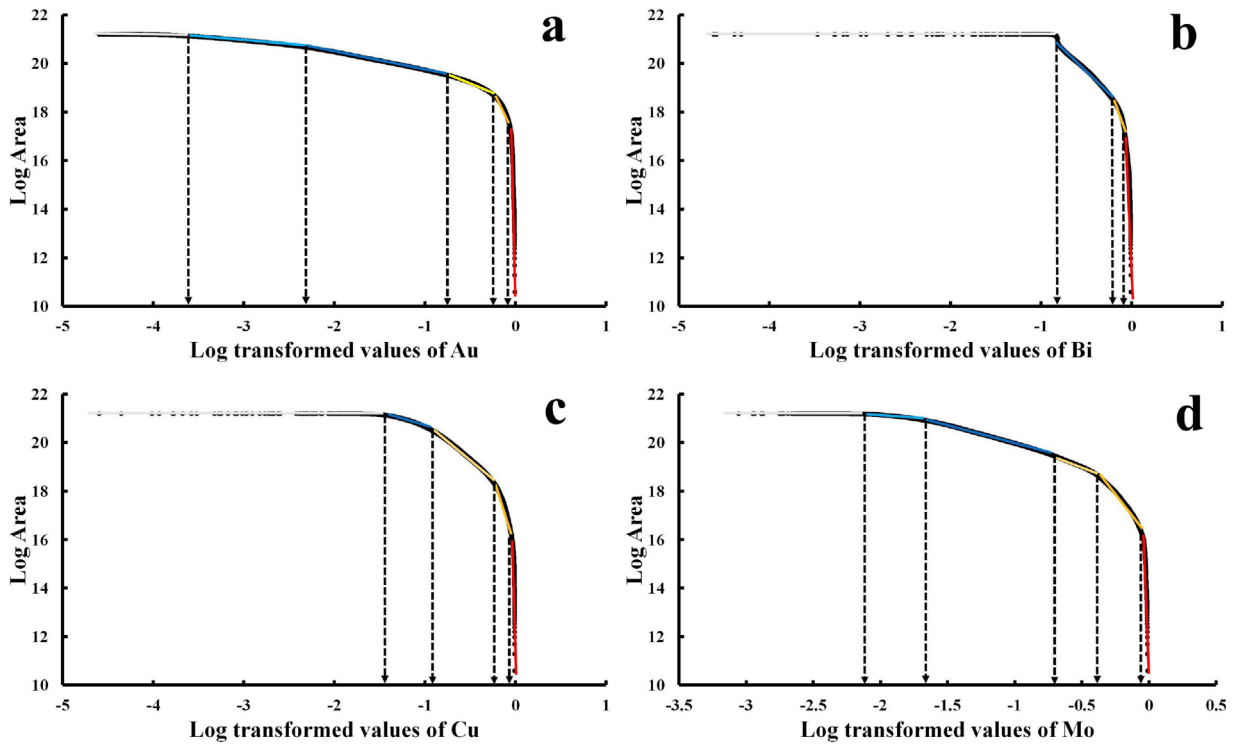 a
22
20
18
16
14
12
10
Log Area
-5 -4 -3 -2 -1 0 1
Log transformed values of Au
b
22
20
18
16
14
12
10
Log Area
-5 -4 -3 -2 -1 0 1
Log transformed values of Bi
c
22
20
18
16
14
12
10
Log Area
-5 -4 -3 -2 -1 0 1
Log transformed values of Cu
d
22
20
18
16
14
12
10
Log Area
-3.5 -3 -2.5 -2 -1.5 -1 -0.5 0 0.5
Log transformed values of Mo